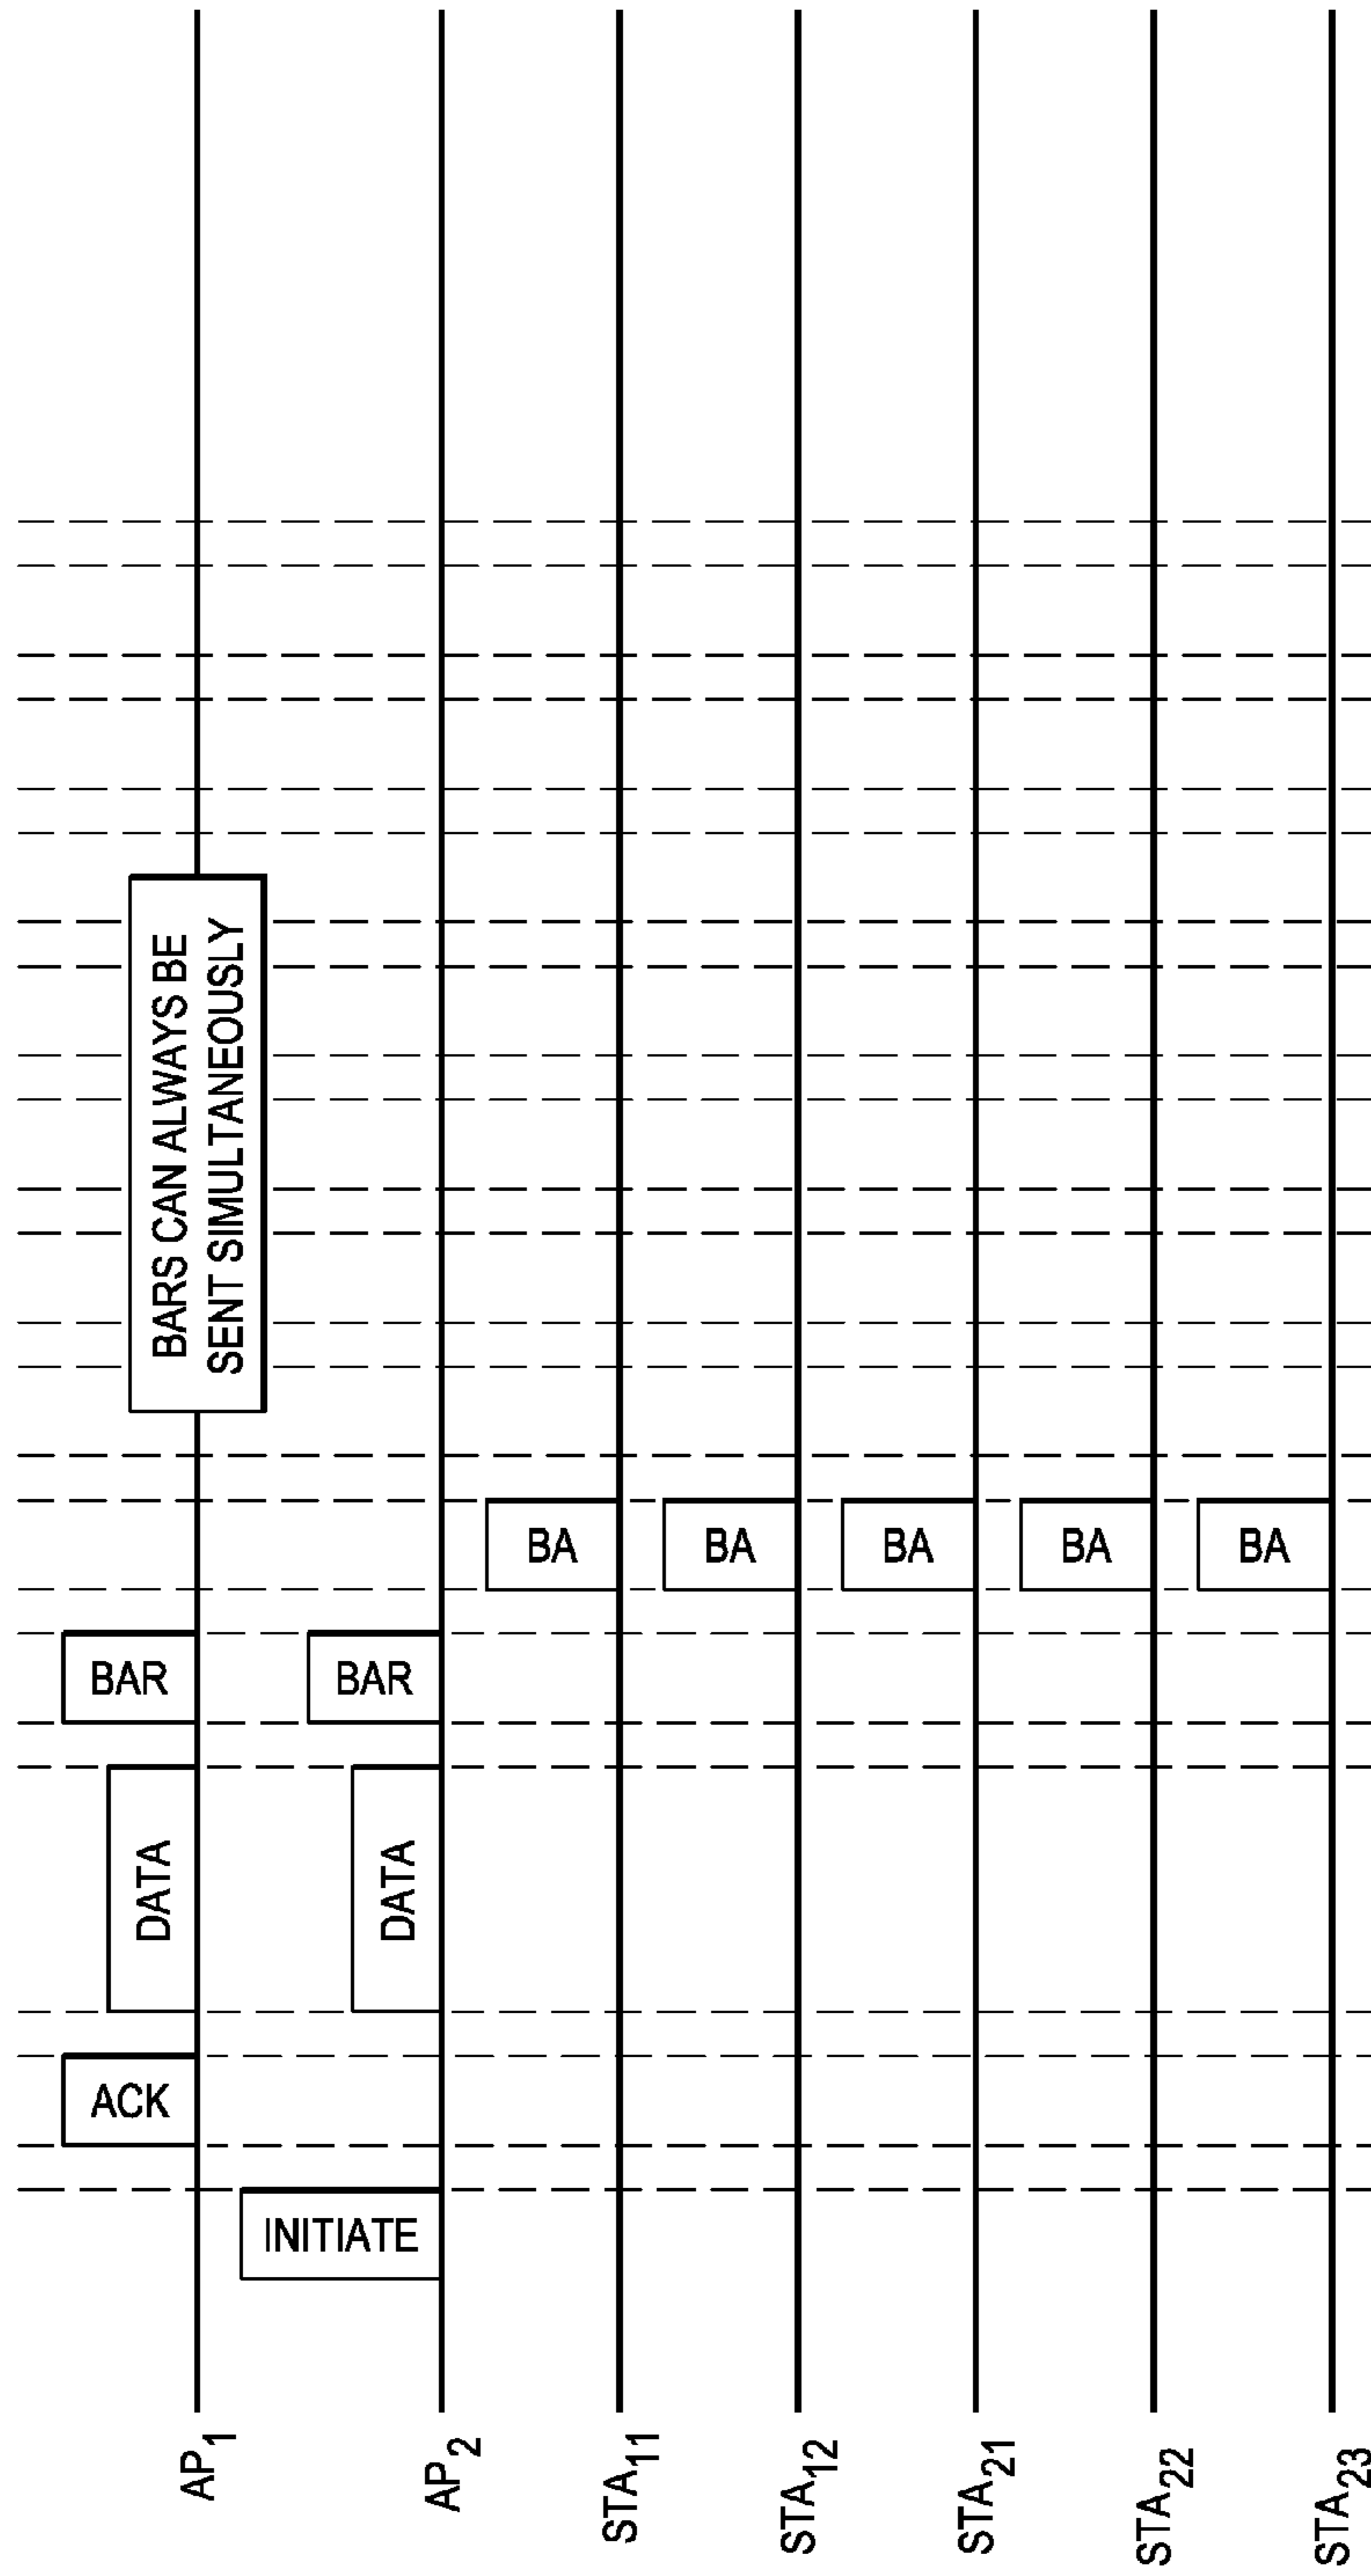 AP1
ACK
DATA
BAR
BARS CAN ALWAYS BE
SENT SIMULTANEOUSLY
AP2
INITIATE
DATA
BAR
STA11
BA
STA12
BA
STA21
BA
STA22
BA
STA23
BA